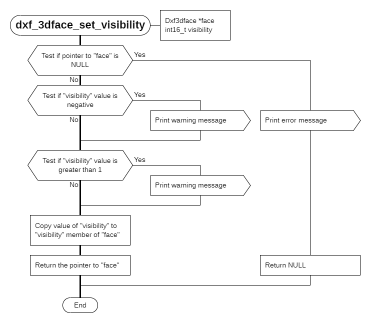 dxf_3dface_set_visibility
Dxf3dface *face
int16_t visibility
Test if pointer to "face" is
NULL
Yes
No
Test if "visibility" value is
negative
Yes
No
Print warning message
Print error message
Test if "visibility" value is
greater than 1
Yes
No
Print warning message
Copy value of "visibility" to
"visibility" member of "face"
Return the pointer to "face"
Return NULL
End